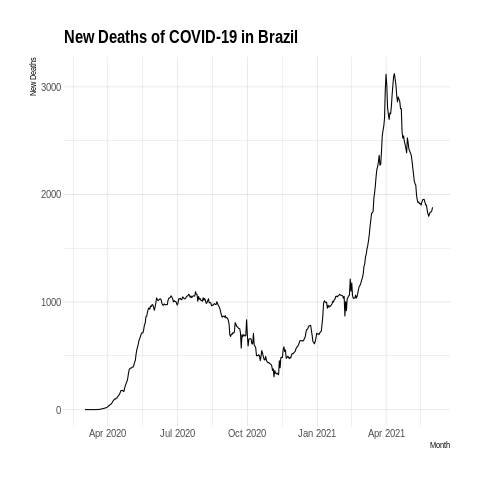 New Deaths of COVID-19 in Brazil
New Deaths
3000
2000
1000
0
Apr 2020 Jul 2020 Oct 2020 Jan 2021 Apr 2021
Month